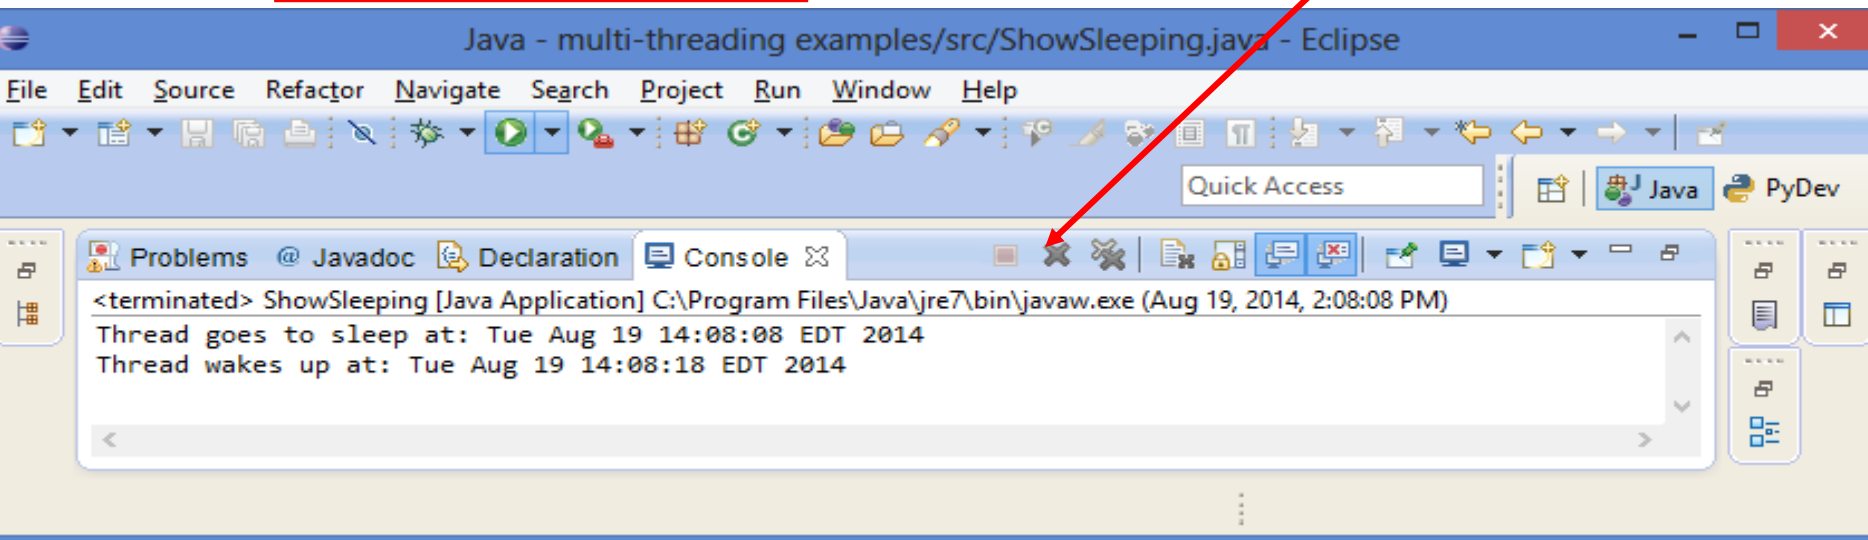 Java - multi-threading examples/src/ShowSleeping.java - Eclipse
File Edit Source Refactor Navigate Search Project Run Window Help
Quick Access
Java
PyDev
Problems @ Javadoc Declaration Console
<terminated> ShowSleeping [Java Application] C:\Program Files\Java\jre7\bin\javaw.exe (Aug 19, 2014, 2:08:08 PM)
Thread goes to sleep at: Tue Aug 19 14:08:08 EDT 2014
Thread wakes up at: Tue Aug 19 14:08:18 EDT 2014